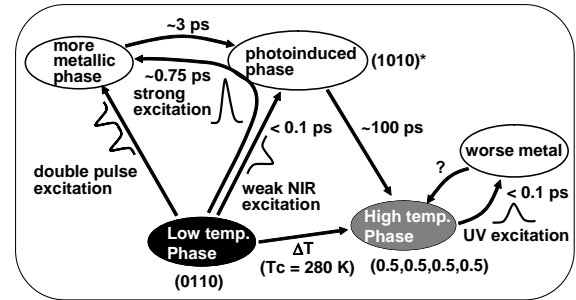 ~3 ps
more
metallic
phase
photoinduced
phase
(1010)*
~0.75 ps
strong
excitation
< 0.1 ps
~100 ps
worse metal
?
double pulse
excitation
weak NIR
excitation
< 0.1 ps
Low temp.
Phase
High temp.
Phase
UV excitation
ΔT
(Tc = 280 K)
(0.5,0.5,0.5,0.5)
(0110)